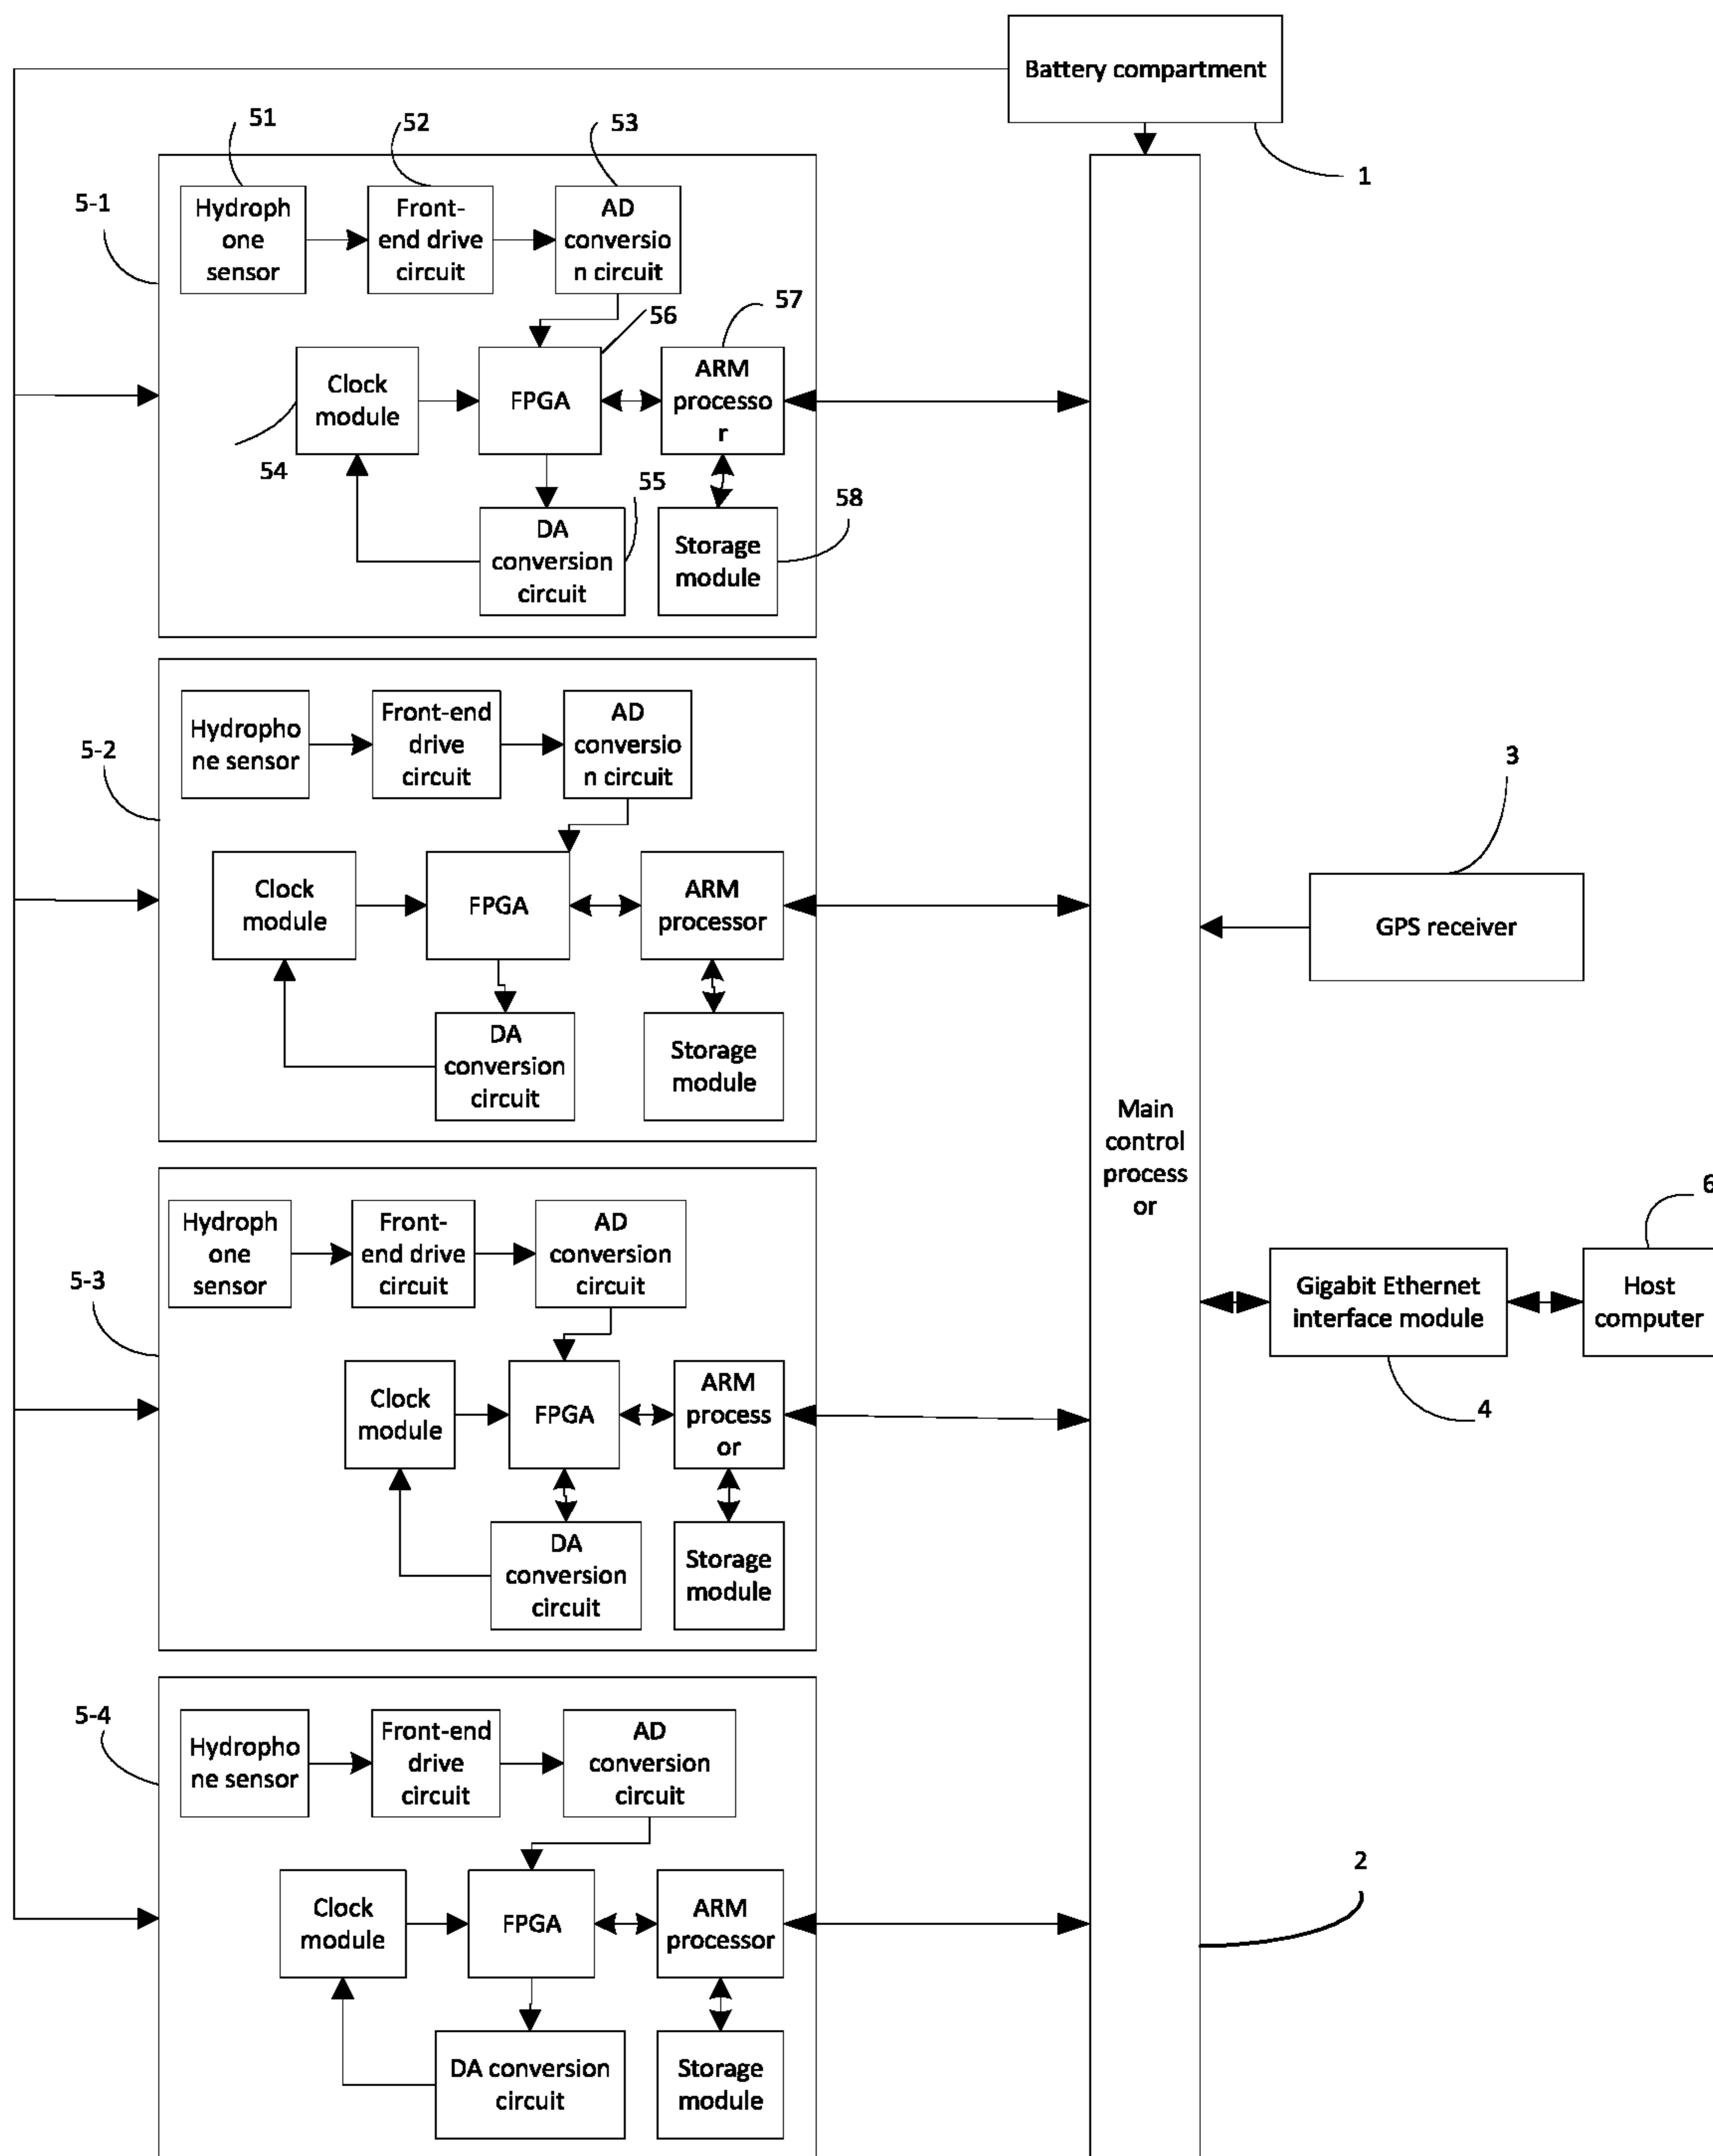 Battery compartment
1
51
52
53
5-1
Hydroph
one
sensor
Front-
end drive
circuit
AD
conversio
n circuit
56
57
Clock
module
FPGA
ARM
processo
r
54
55
58
DA
conversion
circuit
Storage
module
5-2
Hydropho
ne sensor
Front-end
drive
circuit
AD
conversio
n circuit
Clock
module
FPGA
ARM
processor
DA
conversion
circuit
Storage
module
3
GPS receiver
Main
control
process
or
5-3
Hydroph
one
sensor
Front-
end drive
circuit
AD
conversion
circuit
6
Gigabit Ethernet
interface module
Host
computer
4
Clock
module
FPGA
ARM
process
or
DA
conversion
circuit
Storage
module
5-4
Hydropho
ne sensor
Front-end
drive
circuit
AD
conversion
circuit
2
Clock
module
FPGA
ARM
processor
DA conversion
circuit
Storage
module